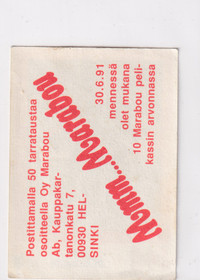 Mmm...Marabou
Postittamalla 50 tarrataustaa
osoitteella Oy Marabou
Ab, Kauppakar-
tanonkatu 7,
00930 HEL-
SINKI
30.6.91
mennessä
olet mukana
10 Marabou peli-
kassin arvonnassa